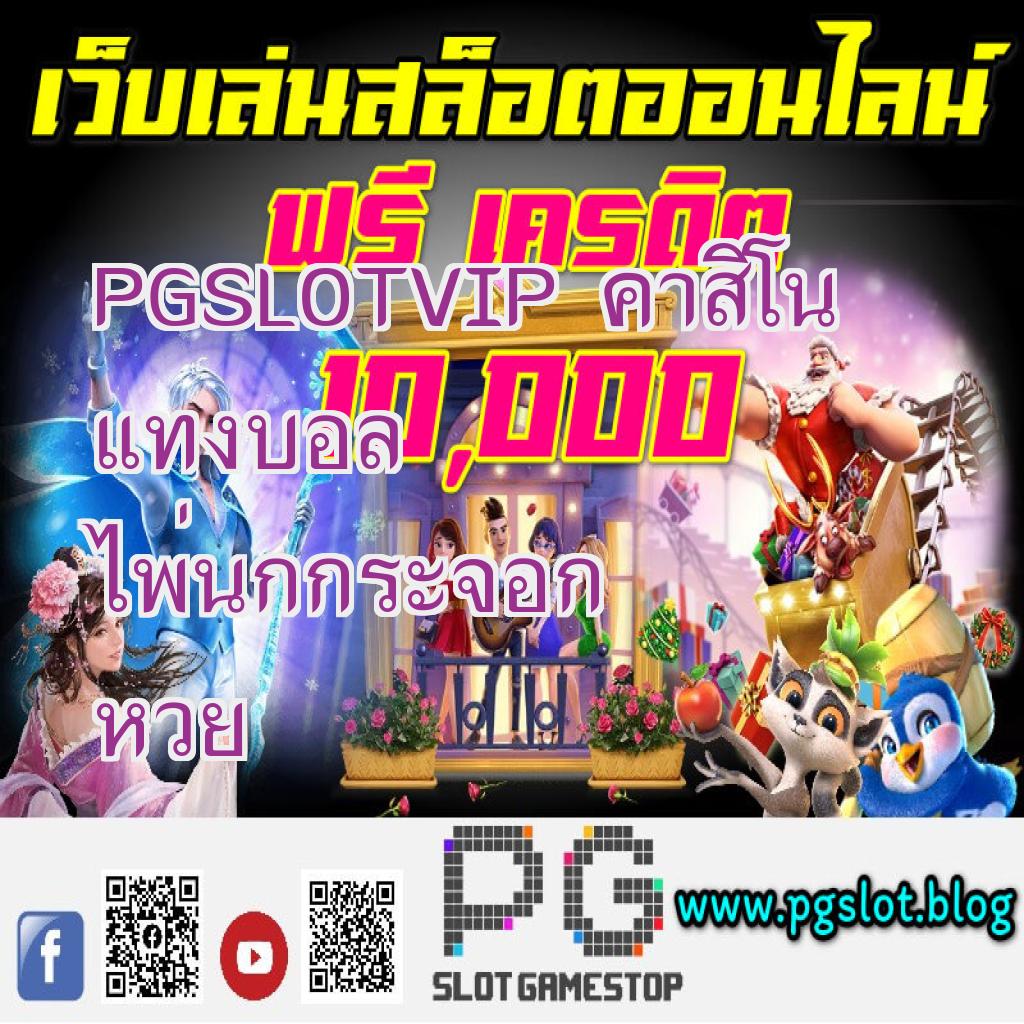 เว็บเล่นสล็อตออนไลน์
ฟรี เครดิต
PGSLOTVIP คาสิโน
10,000
แทงบอล
ไพ่นกกระจอก
หวย
PG
www.pgslot.blog
SLOT GAMESTOP